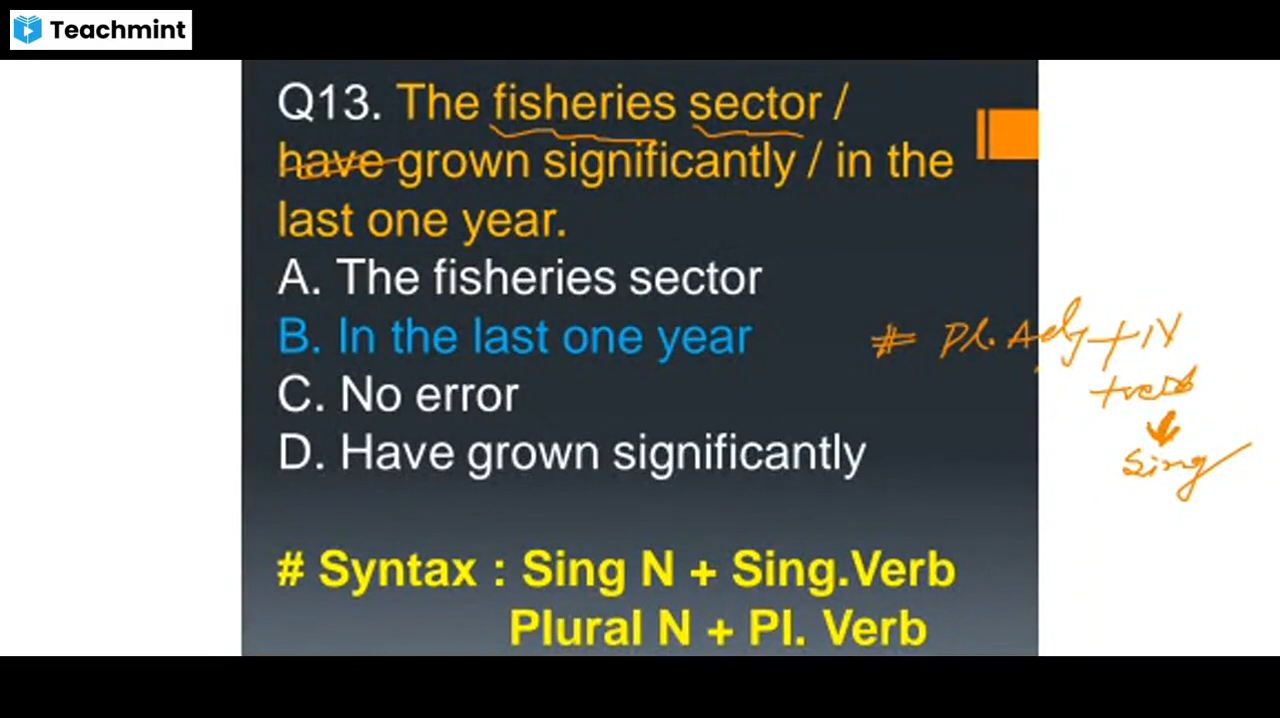 Teachmint
Q13. The fisheries sector /
have grown significantly / in the
last one year.
A. The fisheries sector
B. In the last one year
# Pl. Adj + N
C. No error
+ verb
D. Have grown significantly
Sing
# Syntax : Sing N + Sing.Verb
Plural N + Pl. Verb